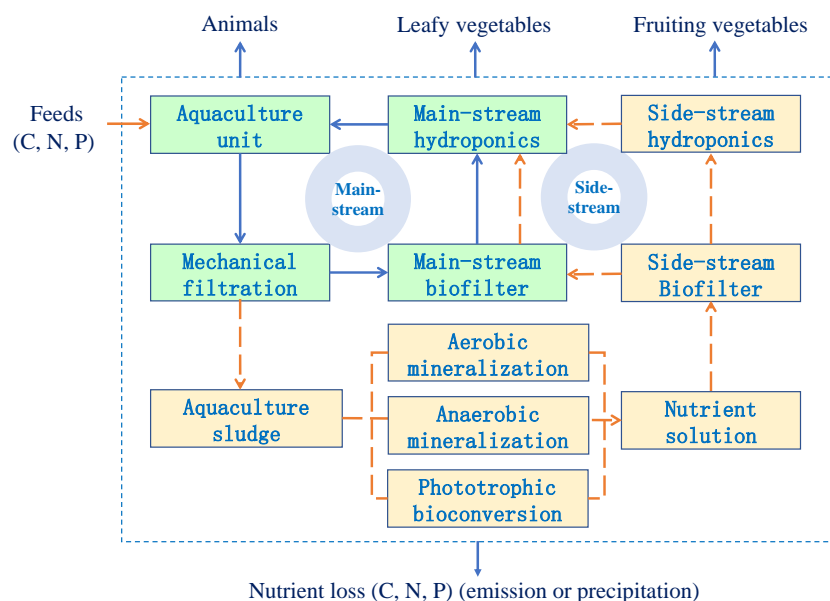 Animals
Leafy vegetables
Fruiting vegetables
Feeds
(C, N, P)
Aquaculture
unit
Main-stream
hydroponics
Side-stream
hydroponics
Main-
stream
Side-
stream
Mechanical
filtration
Main-stream
biofilter
Side-stream
Biofilter
Aerobic
mineralization
Aquaculture
sludge
Anaerobic
mineralization
Nutrient
solution
Phototrophic
bioconversion
Nutrient loss (C, N, P) (emission or precipitation)